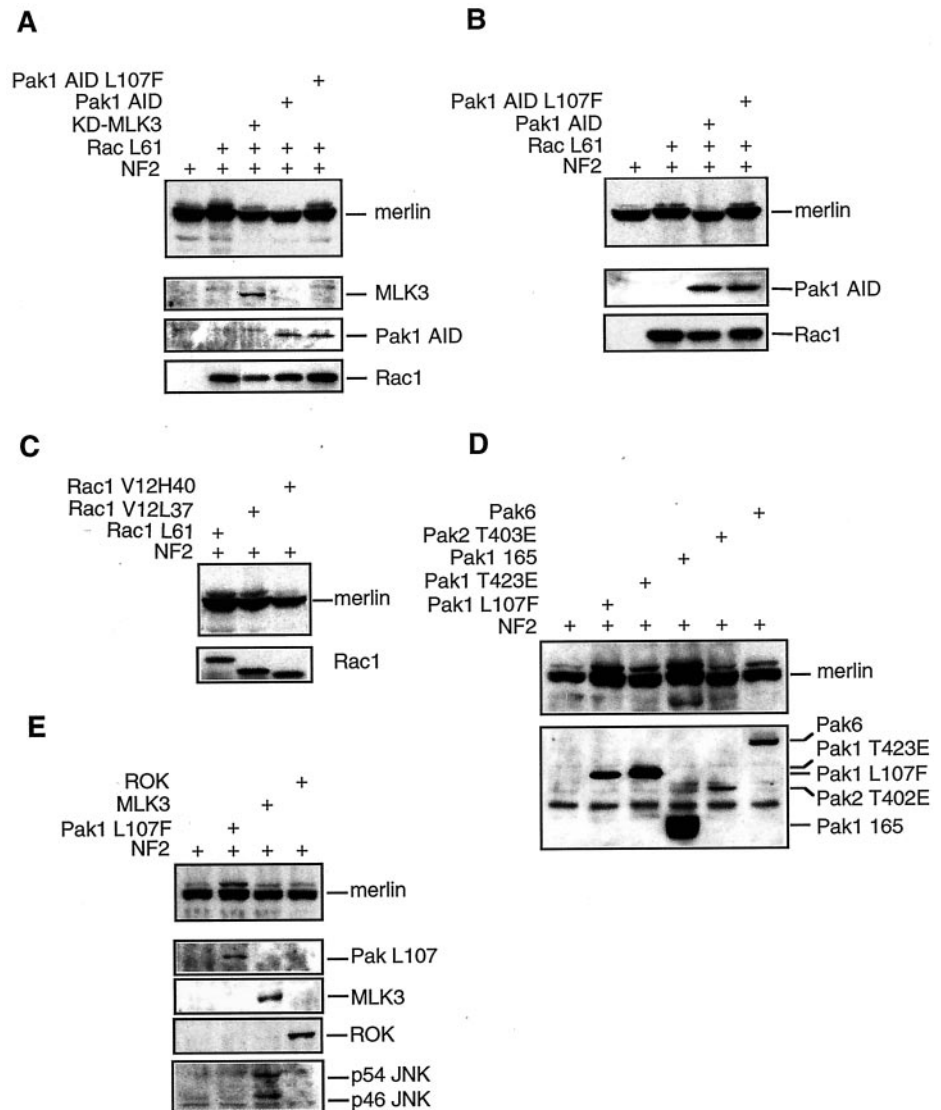 A
Pak1 AID L107F +
Pak1 AID +
KD-MLK3 +
Rac L61 + + + +
NF2 + + + + +
merlin
MLK3
Pak1 AID
Rac1
B
Pak1 AID L107F +
Pak1 AID +
Rac L61 + + +
NF2 + + + +
merlin
Pak1 AID
Rac1
C
Rac1 V12H40 +
Rac1 V12L37 +
Rac1 L61 +
NF2 + + +
merlin
Rac1
D
Pak6 +
Pak2 T403E +
Pak1 165 +
Pak1 T423E +
Pak1 L107F +
NF2 + + + + + +
merlin
Pak6
Pak1 T423E
Pak1 L107F
Pak2 T402E
Pak1 165
E
ROK +
MLK3 +
Pak1 L107F +
NF2 + + + +
merlin
Pak L107
MLK3
ROK
p54 JNK
p46 JNK